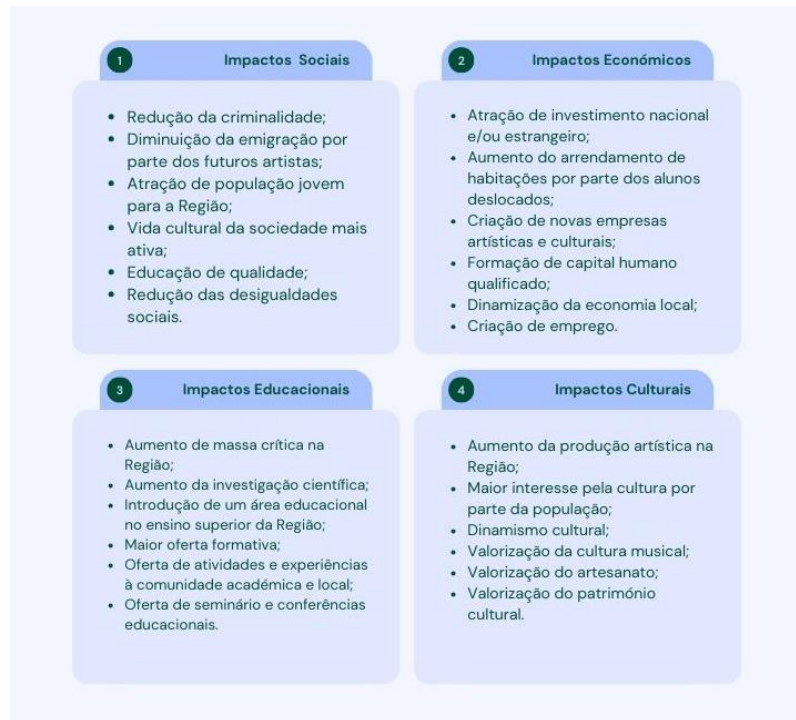 1 Impactos Sociais
• Redução da criminalidade;
• Diminuição da emigração por
parte dos futuros artistas;
• Atração de população jovem
para a Região;
• Vida cultural da sociedade mais
ativa;
• Educação de qualidade;
• Redução das desigualdades
sociais.
2 Impactos Económicos
• Atração de investimento nacional
e/ou estrangeiro;
• Aumento do arrendamento de
habitações por parte dos alunos
deslocados;
• Criação de novas empresas
artísticas e culturais;
• Formação de capital humano
qualificado;
• Dinamização da economia local;
• Criação de emprego.
3 Impactos Educacionais
• Aumento de massa crítica na
Região;
• Aumento da investigação científica;
• Introdução de um área educacional
no ensino superior da Região;
• Maior oferta formativa;
• Oferta de atividades e experiências
à comunidade académica e local;
• Oferta de seminário e conferências
educacionais.
4 Impactos Culturais
• Aumento da produção artística na
Região;
• Maior interesse pela cultura por
parte da população;
• Dinamismo cultural;
• Valorização da cultura musical;
• Valorização do artesanato;
• Valorização do património
cultural.